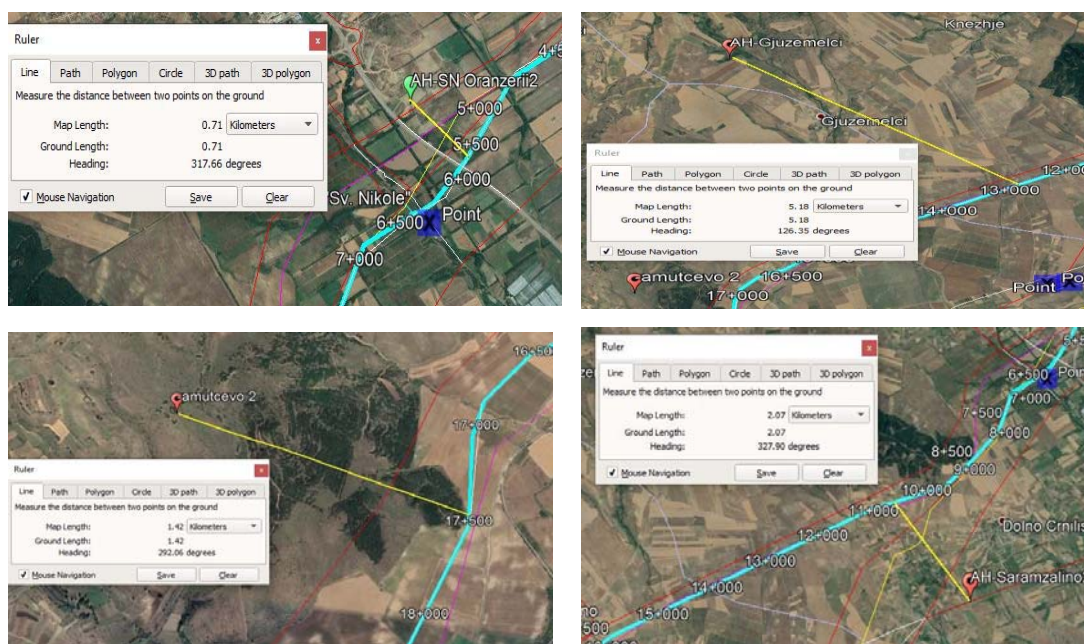 Ruler
x
Line Path Polygon Circle 3D path 3D polygon
Measure the distance between two points on the ground
Map Length: 0.71 Kilometers
Ground Length: 0.71
Heading: 317.66 degrees
Mouse Navigation Save Clear
AH-SN Oranzerii2
5+000
5+500
6+000
"Sv. Nikole"
Point
6+500
7+000
Knezhje
AH-Gjuzemelci
Gjuzemelci
Ruler
Line Path Polygon Circle 3D path 3D polygon
Measure the distance between two points on the ground
Map Length: 5.18 Kilometers
Ground Length: 5.18
Heading: 126.35 degrees
Mouse Navigation Save Clear
12+000
13+000
14+000
amutcevo 2
16+500
17+000
Point
16+50
amutcevo 2
17+000
Ruler
x
Line Path Polygon Circle 3D path 3D polygon
Measure the distance between two points on the ground
Map Length: 1.42 Kilometers
Ground Length: 1.42
Heading: 292.06 degrees
Mouse Navigation Save Clear
17+500
18+000
Ruler
x
Line Path Polygon Circle 3D path 3D polygon
Measure the distance between two points on the ground
Map Length: 2.07 Kilometers
Ground Length: 2.07
Heading: 327.90 degrees
Mouse Navigation Save Clear
6+500
7+000
7+500
8+000
8+500
9+000
10+000
11+000
12+000
Dolno Crnilis
13+000
AH-Saramzalino
14+000
15+000
500